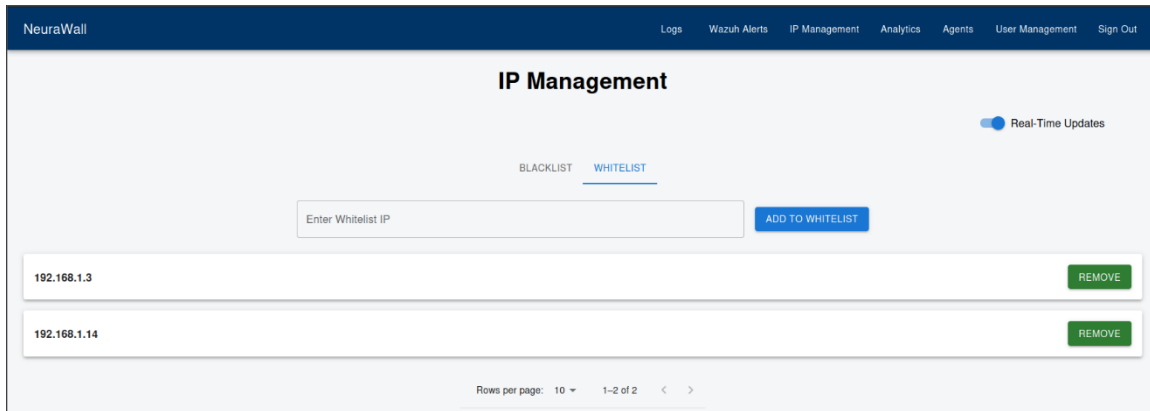 NeuraWall Logs Wazuh Alerts IP Management Analytics Agents User Management Sign Out
IP Management
Real-Time Updates
BLACKLIST WHITELIST
Enter Whitelist IP ADD TO WHITELIST
192.168.1.3 REMOVE
192.168.1.14 REMOVE
Rows per page: 10 1–2 of 2